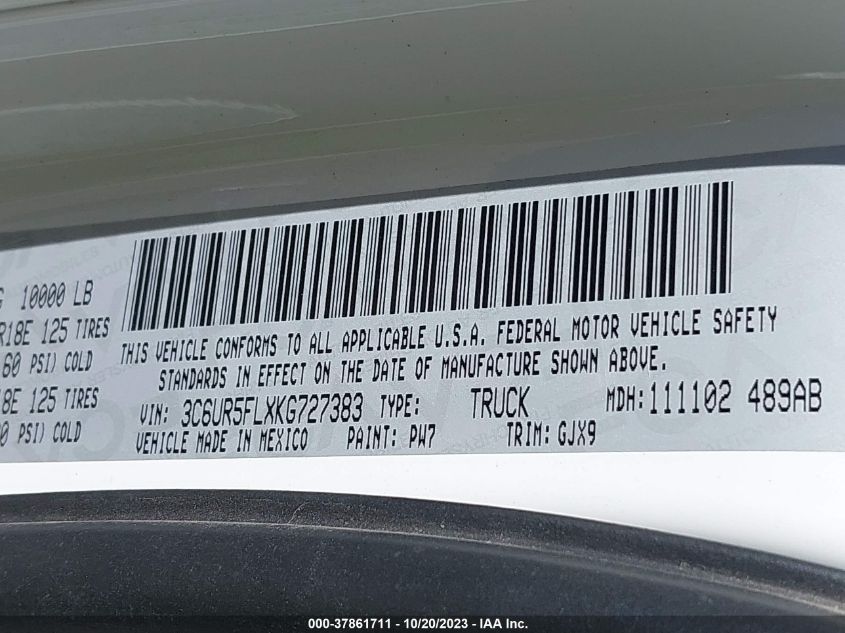 G 10000 LB
R18E 125 TIRES
60 PSI) COLD
8E 125 TIRES
0 PSI) COLD
THIS VEHICLE CONFORMS TO ALL APPLICABLE U.S.A. FEDERAL MOTOR VEHICLE SAFETY
STANDARDS IN EFFECT ON THE DATE OF MANUFACTURE SHOWN ABOVE.
VIN: 3C6UR5FLXKG727383 TYPE: TRUCK MDH:111102 489AB
VEHICLE MADE IN MEXICO PAINT: PW7 TRIM: GJX9
000-37861711 - 10/20/2023 - IAA Inc.